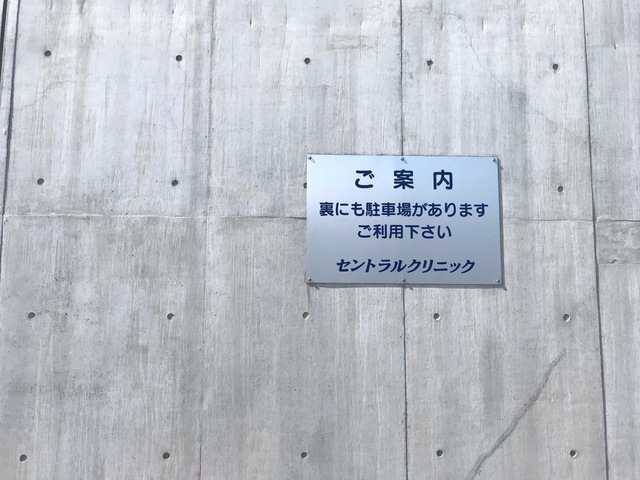 ご案内
裏にも駐車場があります
ご利用下さい
セントラルクリニック